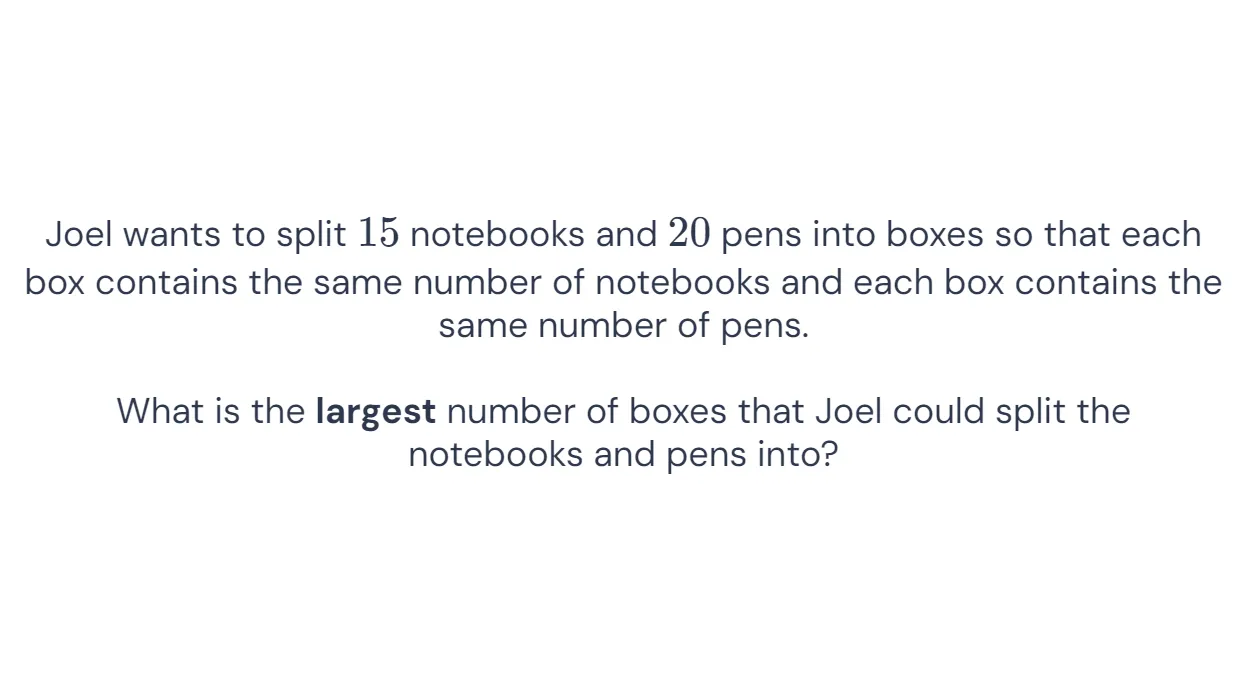 Joel wants to split 15 notebooks and 20 pens into boxes so that each
box contains the same number of notebooks and each box contains the
same number of pens.
What is the largest number of boxes that Joel could split the
notebooks and pens into?